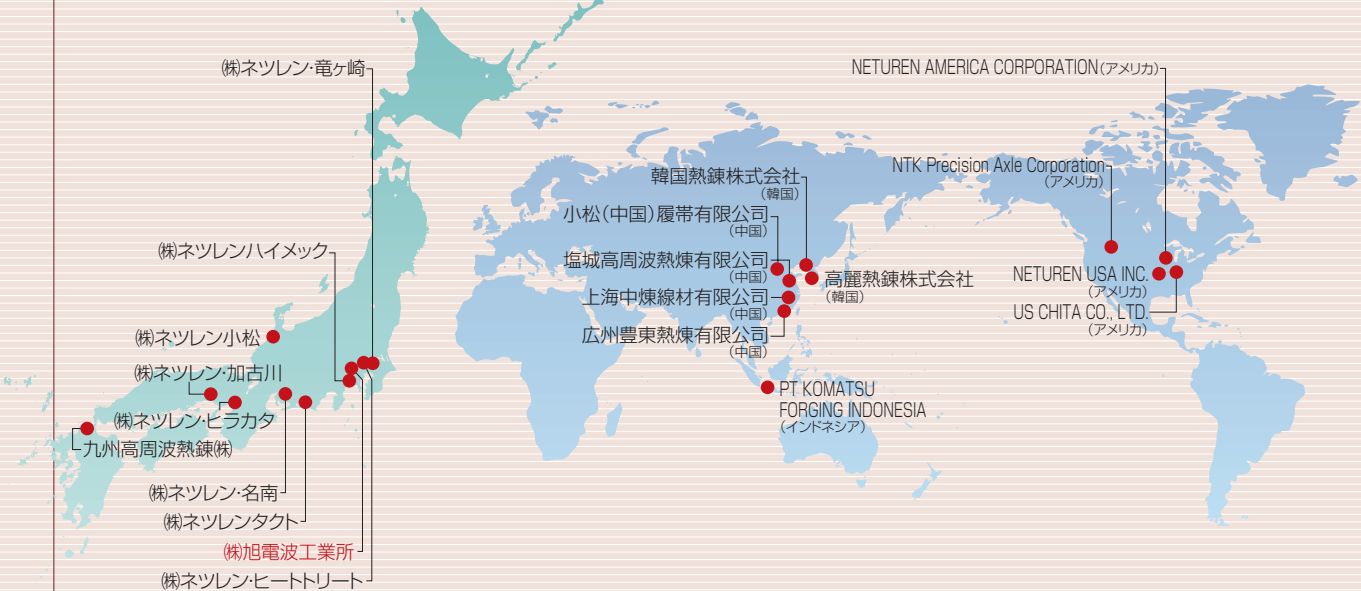 ㈱ネツレン・竜ヶ崎
㈱ネツレンハイメック
㈱ネツレン小松
㈱ネツレン・加古川
㈱ネツレン・ヒラカタ
九州高周波熱錬㈱
㈱ネツレン・名南
㈱ネツレンタクト
㈱旭電波工業所
㈱ネツレン・ヒートトリート
韓国熱錬株式会社
(韓国)
小松(中国)履帯有限公司
(中国)
塩城高周波熱煉有限公司
(中国)
上海中煉線材有限公司
(中国)
広州豊東熱煉有限公司
(中国)
高麗熱錬株式会社
(韓国)
PT KOMATSU
FORGING INDONESIA
(インドネシア)
NETUREN AMERICA CORPORATION(アメリカ)
NTK Precision Axle Corporation
(アメリカ)
NETUREN USA INC.
(アメリカ)
US CHITA CO., LTD.
(アメリカ)